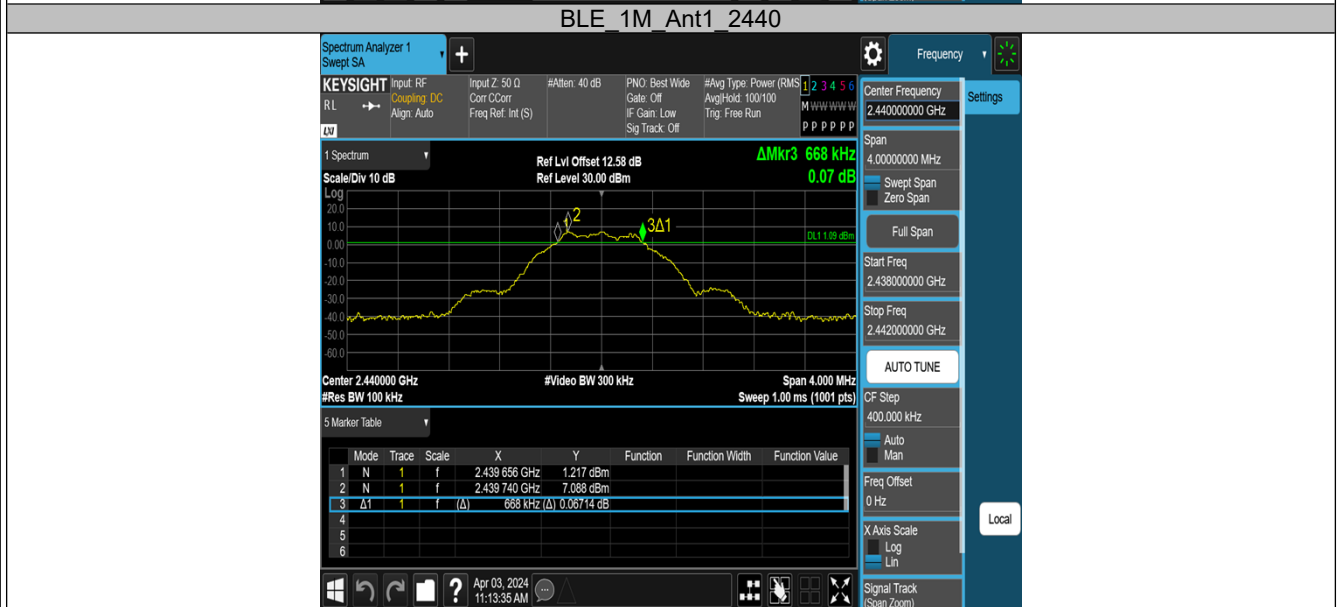 BLE_1M_Ant1_2440
Spectrum Analyzer 1
Swept SA
+
Frequency
KEYSIGHT
RL
LXI
Input: RF
Coupling: DC
Align: Auto
Input Z: 50 Ω
Corr CCorr
Freq Ref: Int (S)
#Atten: 40 dB
PNO: Best Wide
Gate: Off
IF Gain: Low
Sig Track: Off
#Avg Type: Power (RMS
Avg|Hold: 100/100
Trig: Free Run
1 2 3 4 5 6
M W W W W W
P P P P P P
Center Frequency
2.440000000 GHz
Settings
Span
4.00000000 MHz
Swept Span
Zero Span
Full Span
Start Freq
2.438000000 GHz
Stop Freq
2.442000000 GHz
AUTO TUNE
CF Step
400.000 kHz
Auto
Man
Freq Offset
0 Hz
X Axis Scale
Log
Lin
Signal Track
(Span Zoom)
Local
1 Spectrum
Scale/Div 10 dB
Ref Lvl Offset 12.58 dB
Ref Level 30.00 dBm
ΔMkr3 668 kHz
0.07 dB
Log
20.0
10.0
0.00
-10.0
-20.0
-30.0
-40.0
-50.0
-60.0
1
2
3Δ1
DL1 1.09 dBm
Center 2.440000 GHz
#Res BW 100 kHz
#Video BW 300 kHz
Span 4.000 MHz
Sweep 1.00 ms (1001 pts)
5 Marker Table
Mode Trace Scale X Y Function Function Width Function Value
1 N 1 f 2.439 656 GHz 1.217 dBm
2 N 1 f 2.439 740 GHz 7.088 dBm
3 Δ1 1 f (Δ) 668 kHz (Δ) 0.06714 dB
4
5
6
?
Apr 03, 2024
11:13:35 AM